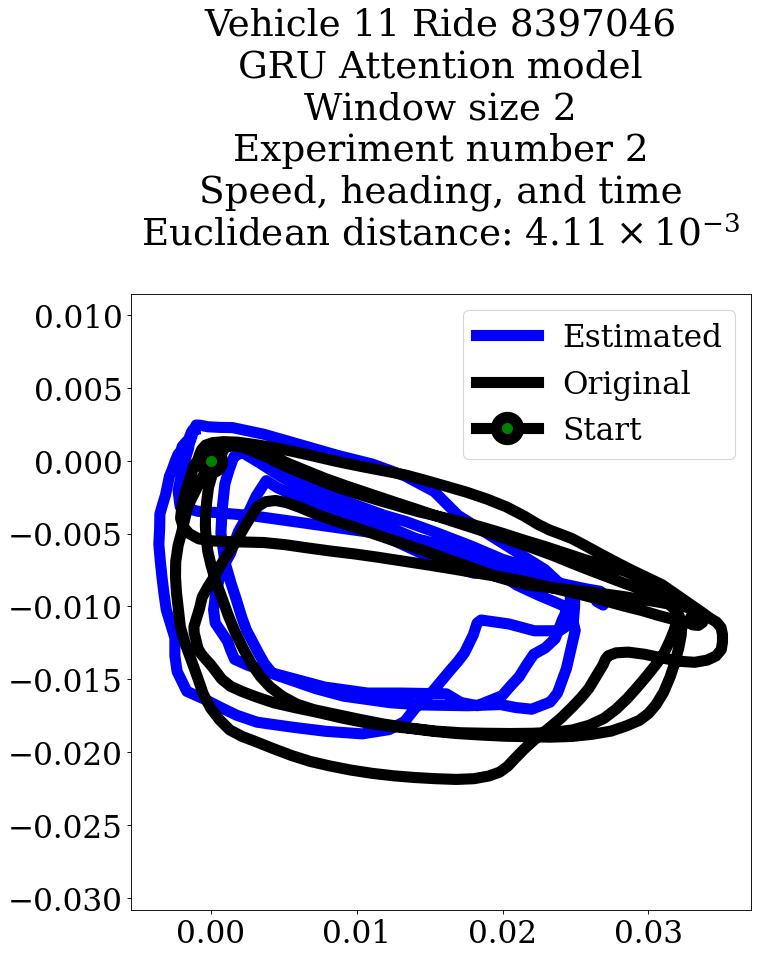 Vehicle 11 Ride 8397046
GRU Attention model
Window size 2
Experiment number 2
Speed, heading, and time
Euclidean distance: 4.11 × 10⁻³
Estimated
Original
Start
0.010
0.005
0.000
−0.005
−0.010
−0.015
−0.020
−0.025
−0.030
0.00 0.01 0.02 0.03